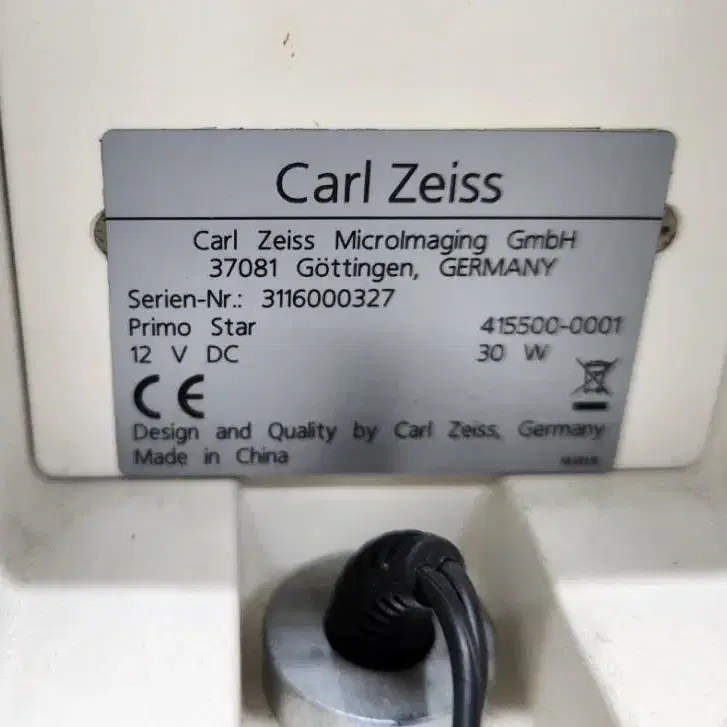 Carl Zeiss
Carl Zeiss MicroImaging GmbH
37081 Göttingen, GERMANY
Serien-Nr.: 3116000327
Primo Star 415500-0001
12 V DC 30 W
CE
Design and Quality by Carl Zeiss, Germany
Made in China